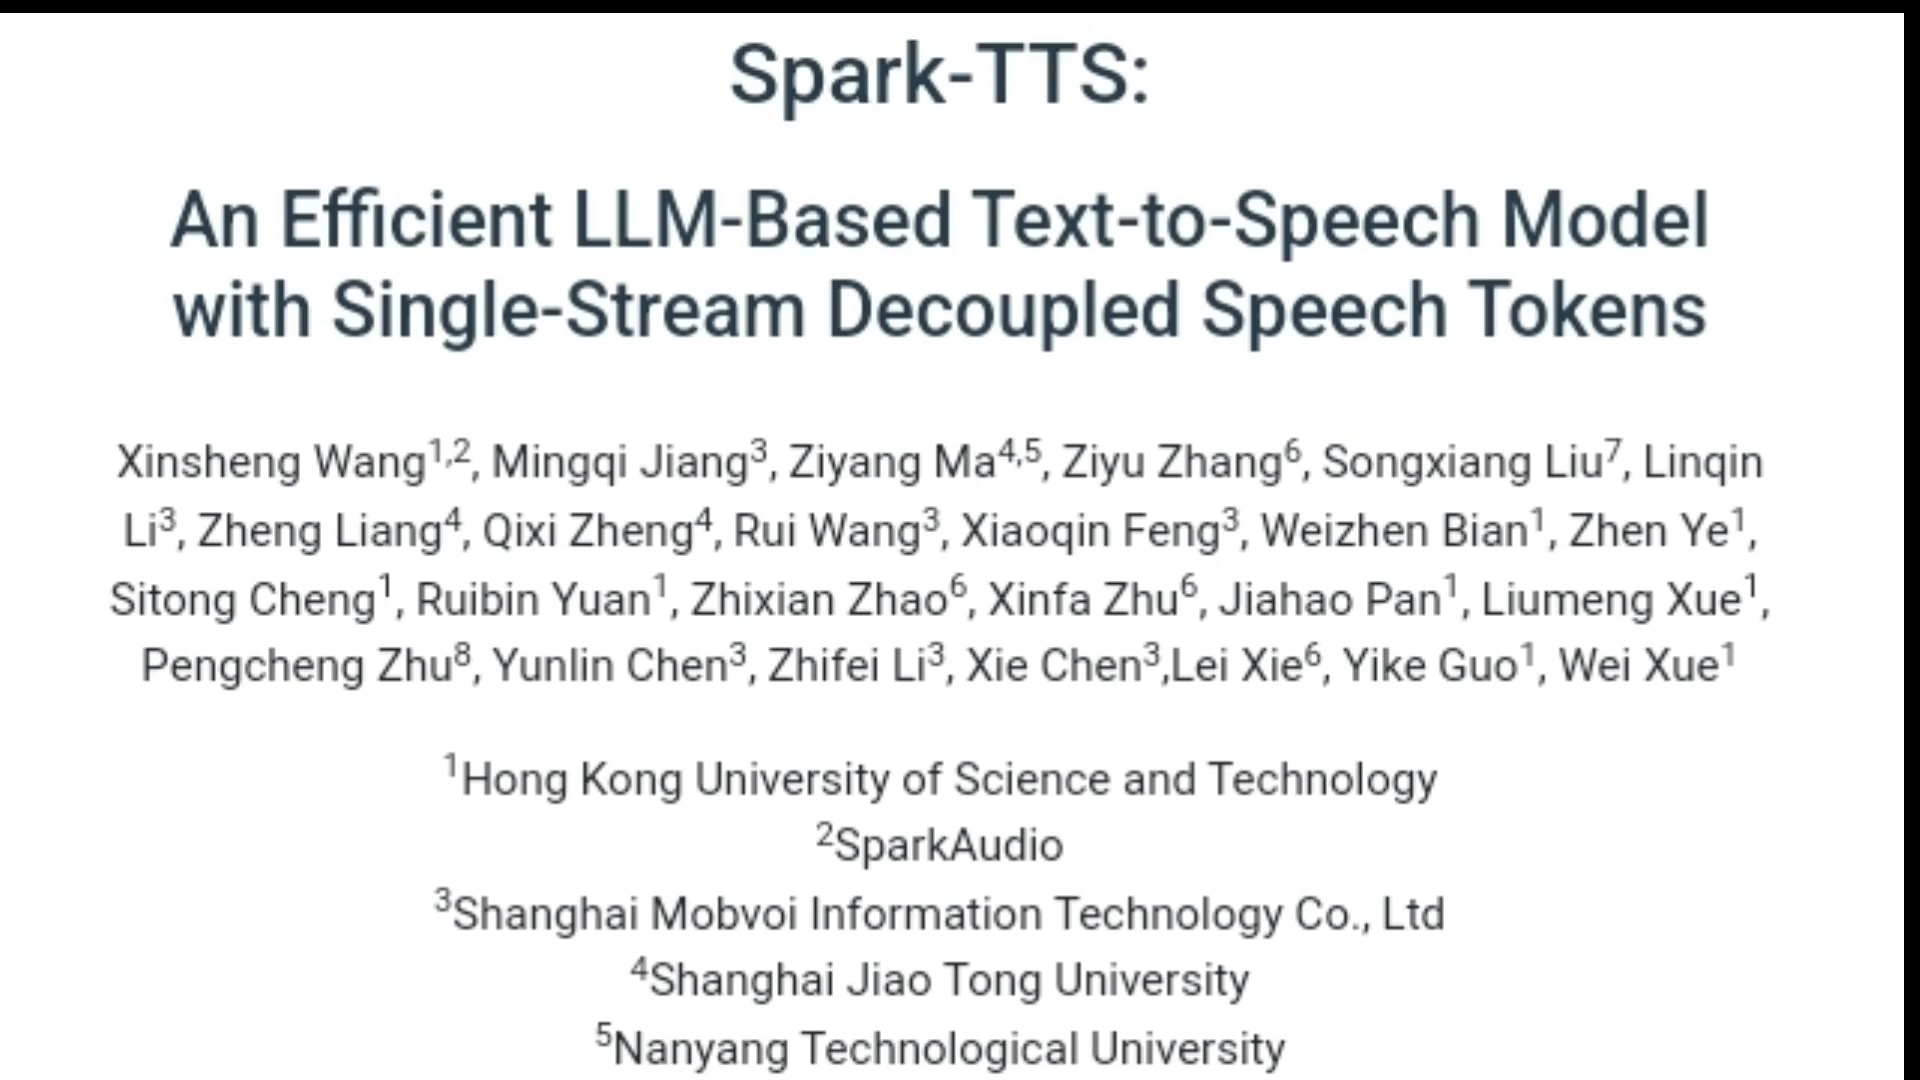 Spark-TTS:
An Efficient LLM-Based Text-to-Speech Model
with Single-Stream Decoupled Speech Tokens
Xinsheng Wang1,2, Mingqi Jiang3, Ziyang Ma4,5, Ziyu Zhang6, Songxiang Liu7, Linqin
Li3, Zheng Liang4, Qixi Zheng4, Rui Wang3, Xiaoqin Feng3, Weizhen Bian1, Zhen Ye1,
Sitong Cheng1, Ruibin Yuan1, Zhixian Zhao6, Xinfa Zhu6, Jiahao Pan1, Liumeng Xue1,
Pengcheng Zhu8, Yunlin Chen3, Zhifei Li3, Xie Chen3,Lei Xie6, Yike Guo1, Wei Xue1
1Hong Kong University of Science and Technology
2SparkAudio
3Shanghai Mobvoi Information Technology Co., Ltd
4Shanghai Jiao Tong University
5Nanyang Technological University